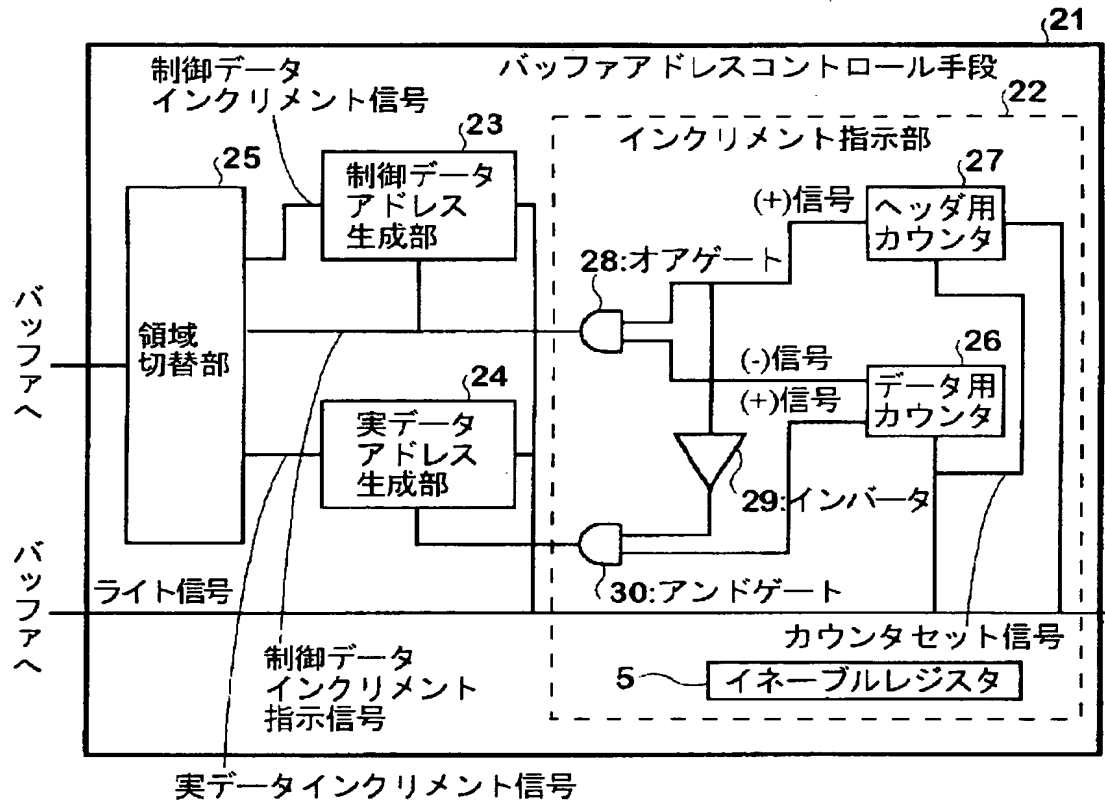 21
バッファアドレスコントロール手段
制御データ
インクリメント信号
22
インクリメント指示部
23
25
27
制御データ
アドレス
生成部
(+)信号
ヘッダ用
カウンタ
28:オアゲート
バッファへ
領域
切替部
(-)信号
26
24
(+)信号
データ用
カウンタ
実データ
アドレス
生成部
29:インバータ
バッファへ
ライト信号
30:アンドゲート
カウンタセット信号
制御データ
インクリメント
指示信号
5
イネーブルレジスタ
実データインクリメント信号